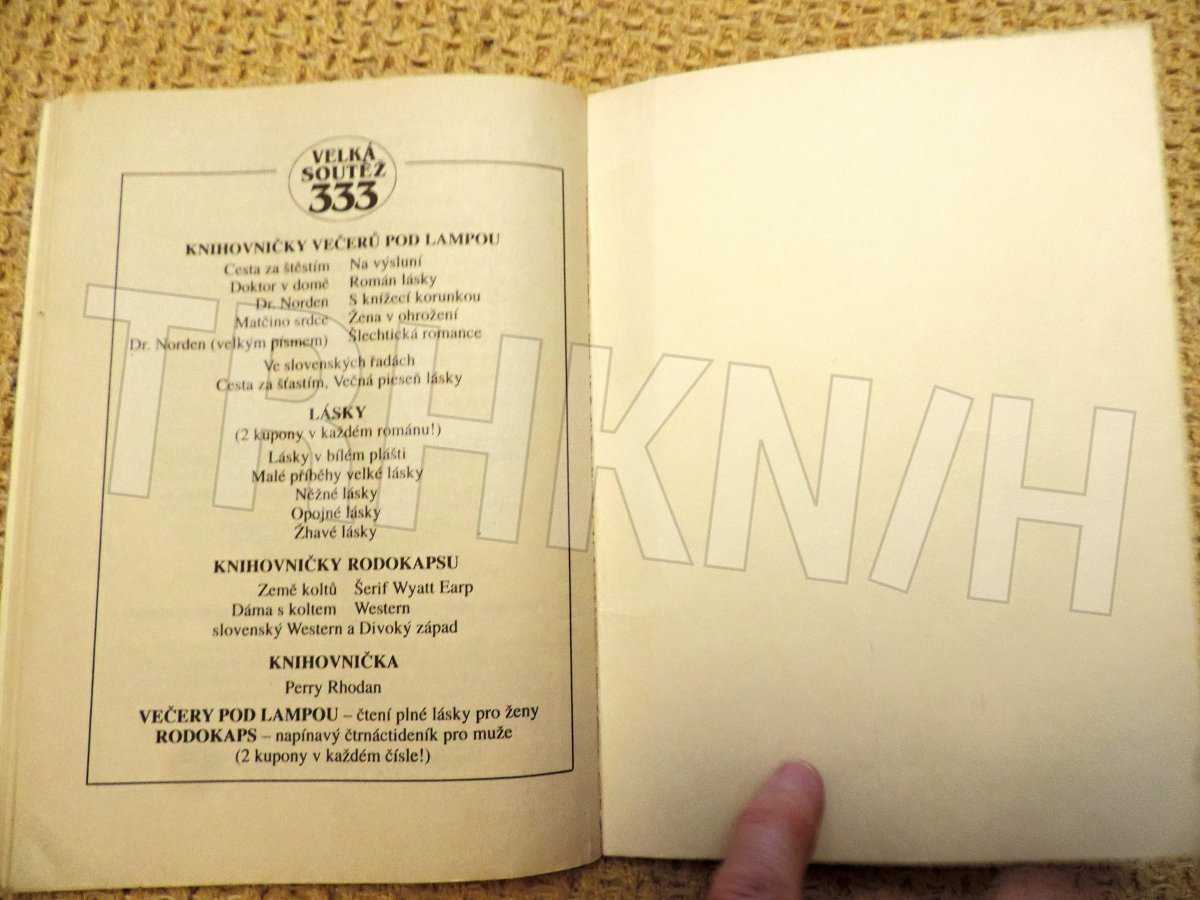 VELKÁ
SOUTĚŽ
333
KNIHOVNIČKY VEČERŮ POD LAMPOU
Cesta za štěstím Na výsluní
Doktor v domě Román lásky
Dr. Norden S knížecí korunkou
Matčino srdce Žena v ohrožení
Dr. Norden (velkým písmem) Šlechtická romance
Ve slovenských řadách
Cesta za šťastím, Večná pieseň lásky
LÁSKY
(2 kupony v každém románu!)
Lásky v bílém plášti
Malé příběhy velké lásky
Něžné lásky
Opojné lásky
Žhavé lásky
KNIHOVNIČKY RODOKAPSU
Země koltů Šerif Wyatt Earp
Dáma s koltem Western
slovenský Western a Divoký západ
KNIHOVNIČKA
Perry Rhodan
VEČERY POD LAMPOU – čtení plné lásky pro ženy
RODOKAPS – napínavý čtrnáctideník pro muže
(2 kupony v každém čísle!)
TRHKN/H